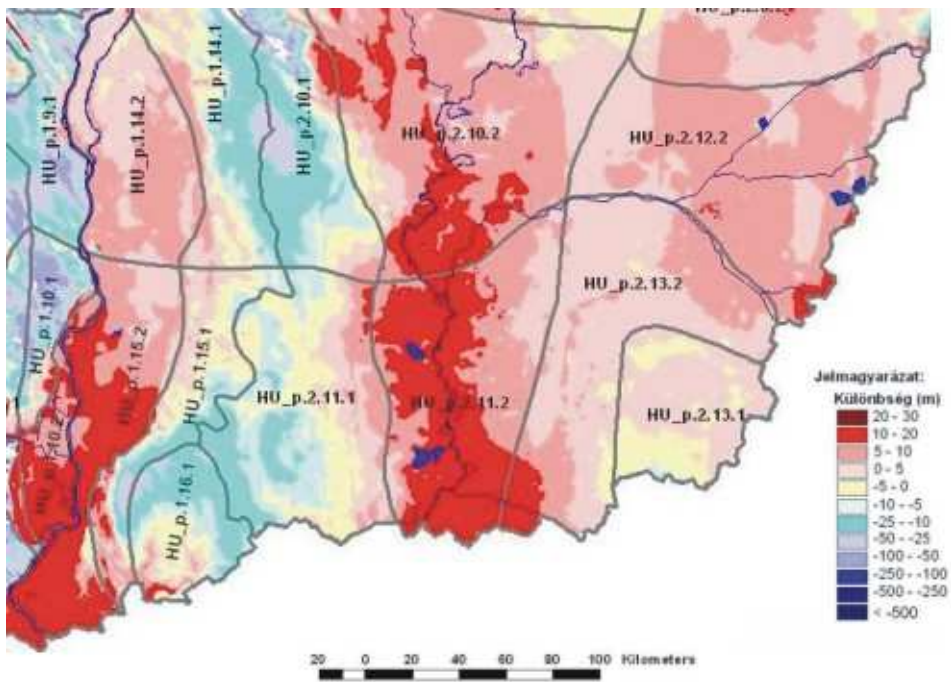 HU_p.1.9.1
HU_p.1.14.2
HU_p.1.14.1
HU_p.2.10.1
HU_p.2.10.2
HU_p.2.12.2
HU_p.1.10.1
HU_p.1.15.2
HU_p.1.15.1
HU_p.2.11.1
HU_p.2.11.2
HU_p.2.13.2
HU_p.2.13.1
HU_p.1.16.1
Jelmagyarázat:
Különbség (m)
20 - 30
10 - 20
5 - 10
0 - 5
-5 - 0
-10 - -5
-25 - -10
-50 - -25
-100 - -50
-250 - -100
-500 - -250
< -500
20 0 20 40 60 80 100 Kilometers